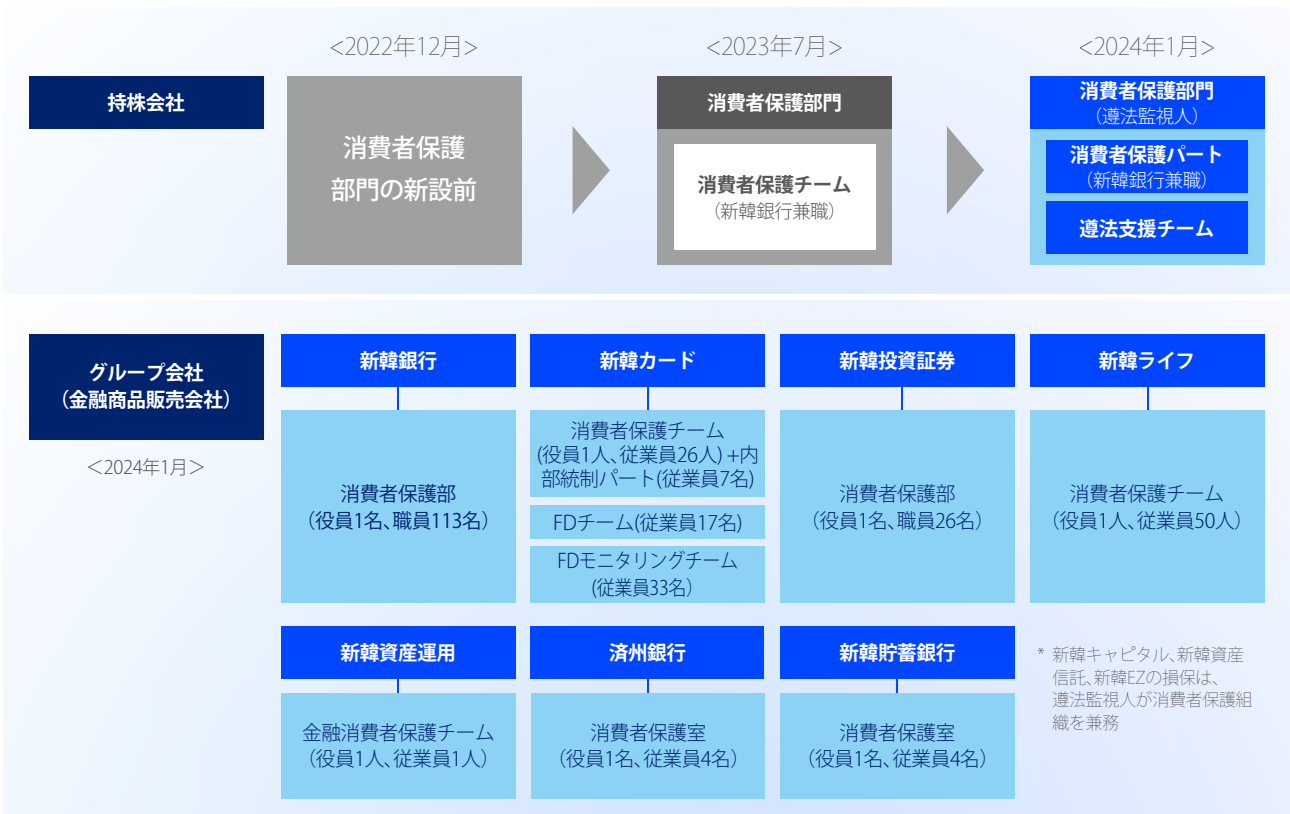 <2022年12月>
<2023年7月>
<2024年1月>
持株会社
消費者保護
部門の新設前
消費者保護部門
消費者保護チーム
（新韓銀行兼職）
消費者保護部門
（遵法監視人）
消費者保護パート
（新韓銀行兼職）
遵法支援チーム
グループ会社
（金融商品販売会社）
<2024年1月>
新韓銀行
消費者保護部
（役員1名、職員113名）
新韓カード
消費者保護チーム
(役員1人、従業員26人) +内
部統制パート(従業員7名)
FDチーム(従業員17名)
FDモニタリングチーム
(従業員33名）
新韓投資証券
消費者保護部
（役員1名、職員26名）
新韓ライフ
消費者保護チーム
（役員1人、従業員50人）
新韓資産運用
金融消費者保護チーム
（役員1人、従業員1人）
済州銀行
消費者保護室
（役員1名、従業員4名）
新韓貯蓄銀行
消費者保護室
（役員1名、従業員4名）
* 新韓キャピタル、新韓資産
信託、新韓EZの損保は、
遵法監視人が消費者保護組
織を兼務